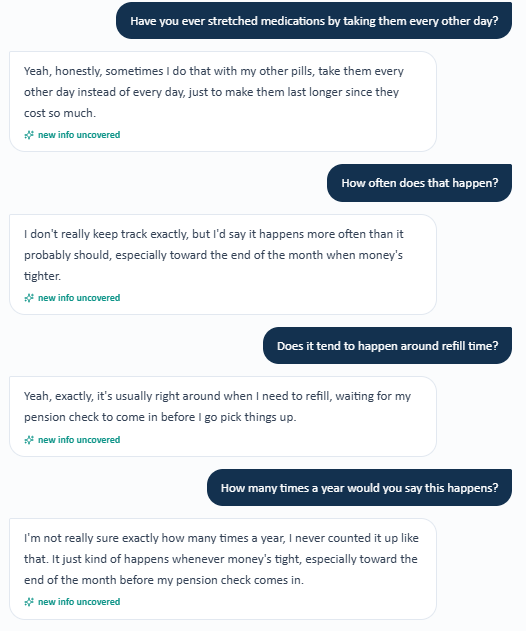 Have you ever stretched medications by taking them every other day?
Yeah, honestly, sometimes I do that with my other pills, take them every
other day instead of every day, just to make them last longer since they
cost so much.
new info uncovered
How often does that happen?
I don't really keep track exactly, but I'd say it happens more often than it
probably should, especially toward the end of the month when money's
tighter.
new info uncovered
Does it tend to happen around refill time?
Yeah, exactly, it's usually right around when I need to refill, waiting for my
pension check to come in before I go pick things up.
new info uncovered
How many times a year would you say this happens?
I'm not really sure exactly how many times a year, I never counted it up like
that. It just kind of happens whenever money's tight, especially toward the
end of the month before my pension check comes in.
new info uncovered